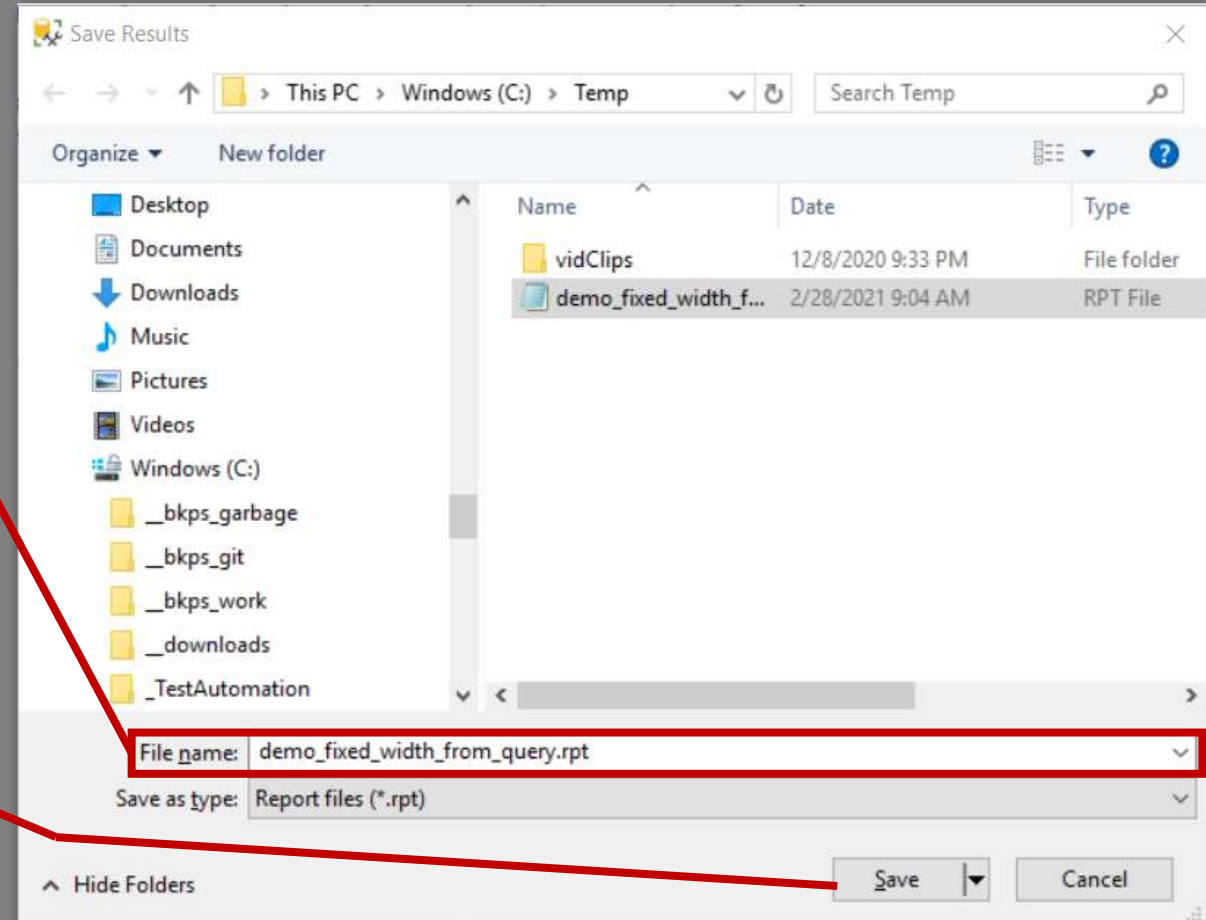 Save Results
This PC > Windows (C:) > Temp
Search Temp
Organize
New folder
Desktop
Documents
Downloads
Music
Pictures
Videos
Windows (C:)
__bkps_garbage
__bkps_git
__bkps_work
__downloads
_TestAutomation
Name Date Type
vidClips 12/8/2020 9:33 PM File folder
demo_fixed_width_f... 2/28/2021 9:04 AM RPT File
File name: demo_fixed_width_from_query.rpt
Save as type: Report files (*.rpt)
Hide Folders
Save
Cancel